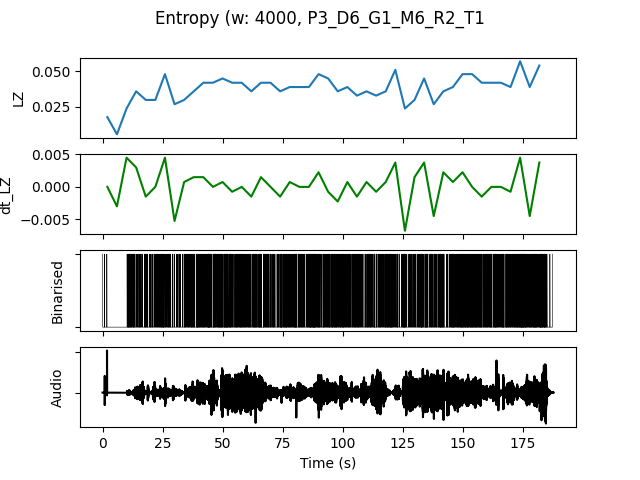 Entropy (w: 4000, P3_D6_G1_M6_R2_T1
0.050
0.025
LZ
0.005
0.000
−0.005
dt_LZ
Binarised
Audio
0 25 50 75 100 125 150 175
Time (s)